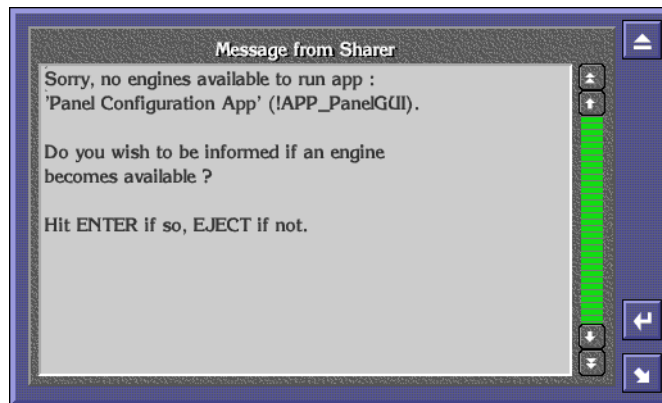 Message from Sharer
Sorry, no engines available to run app :
'Panel Configuration App' (!APP_PanelGUI).
Do you wish to be informed if an engine
becomes available ?
Hit ENTER if so, EJECT if not.